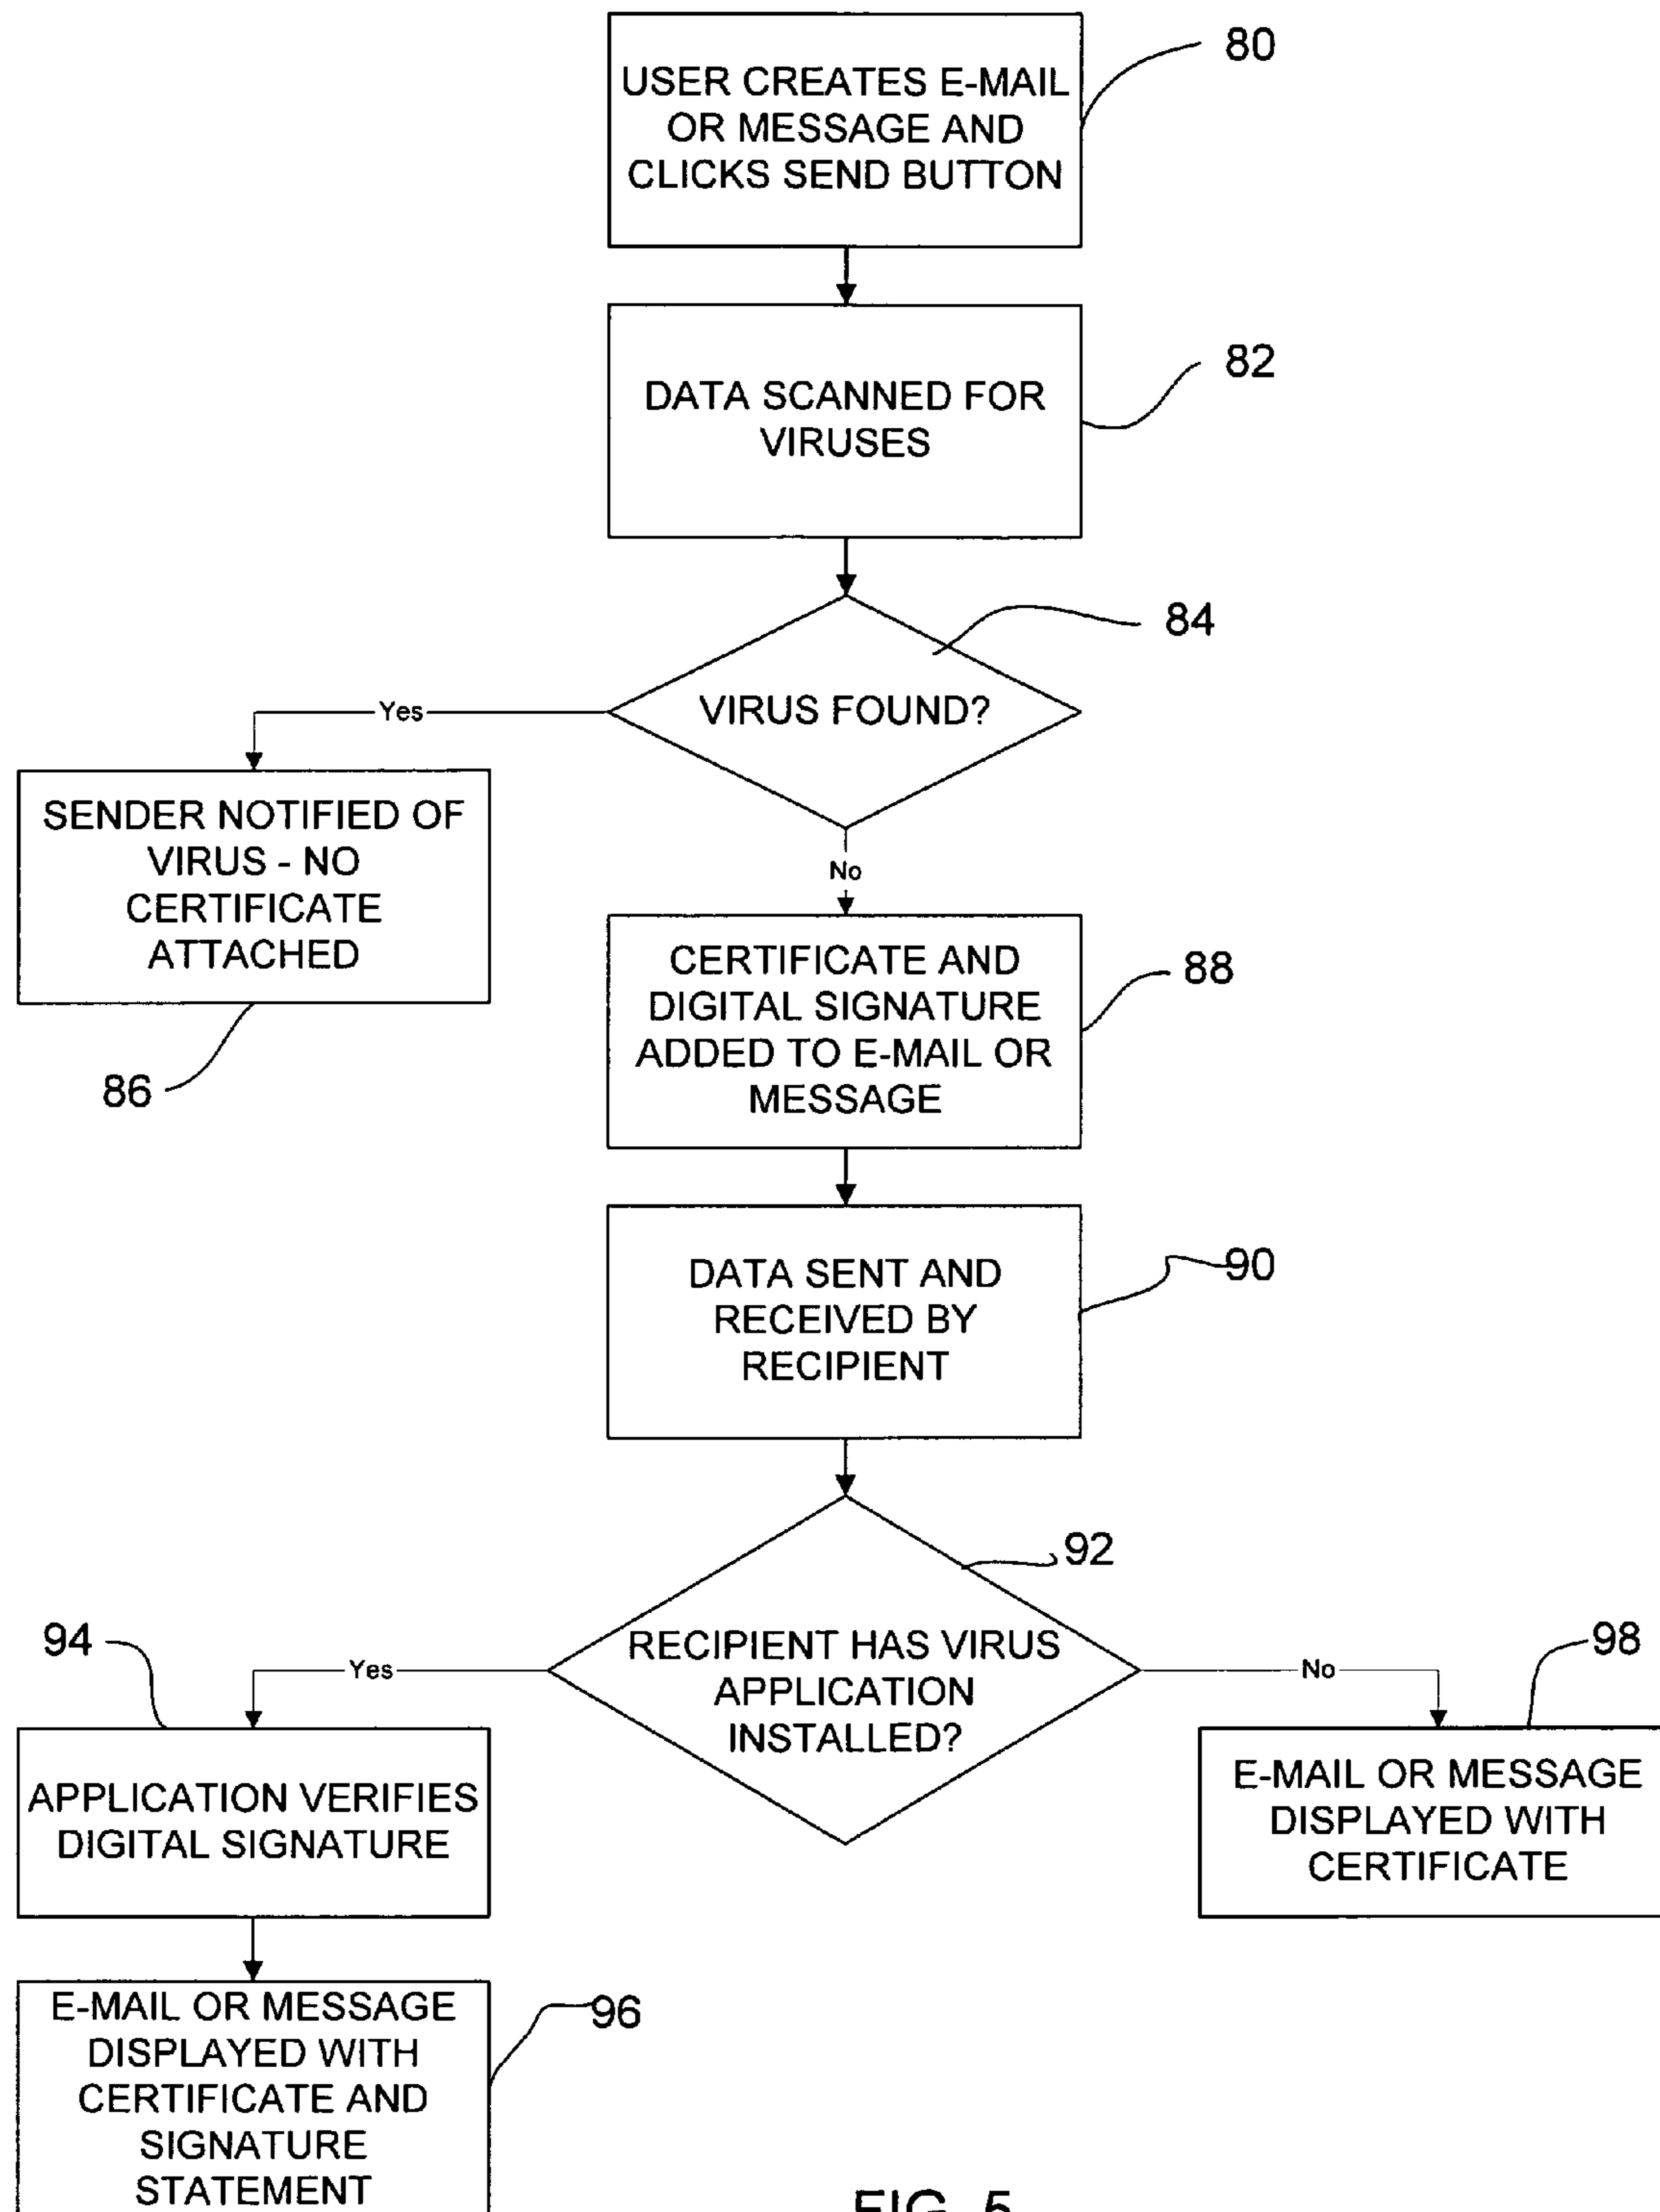 80
USER CREATES E-MAIL
OR MESSAGE AND
CLICKS SEND BUTTON
82
DATA SCANNED FOR
VIRUSES
84
VIRUS FOUND?
Yes
No
SENDER NOTIFIED OF
VIRUS - NO
CERTIFICATE
ATTACHED
86
CERTIFICATE AND
DIGITAL SIGNATURE
ADDED TO E-MAIL OR
MESSAGE
88
DATA SENT AND
RECEIVED BY
RECIPIENT
90
92
RECIPIENT HAS VIRUS
APPLICATION
INSTALLED?
Yes
No
94
APPLICATION VERIFIES
DIGITAL SIGNATURE
98
E-MAIL OR MESSAGE
DISPLAYED WITH
CERTIFICATE
E-MAIL OR MESSAGE
DISPLAYED WITH
CERTIFICATE AND
SIGNATURE
STATEMENT
96
FIG. 5